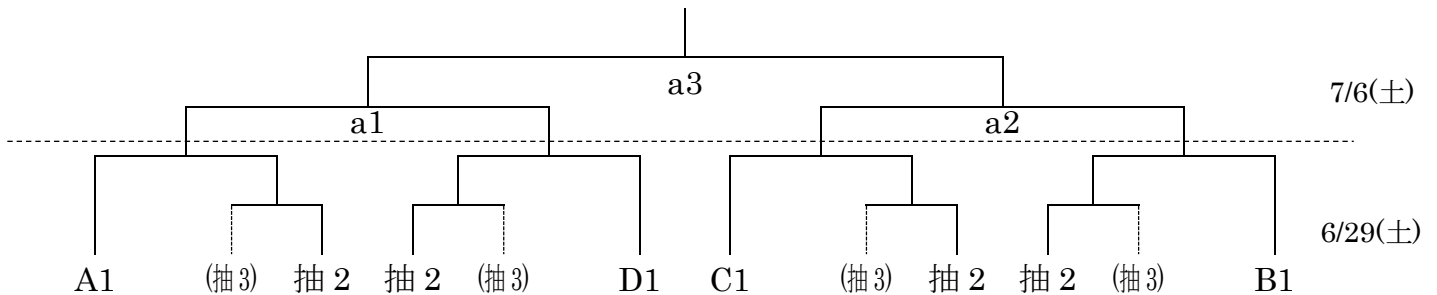 a3
7/6(土)
a1 a2
6/29(土)
A1 (抽3) 抽2 抽2 (抽3) D1 C1 (抽3) 抽2 抽2 (抽3) B1